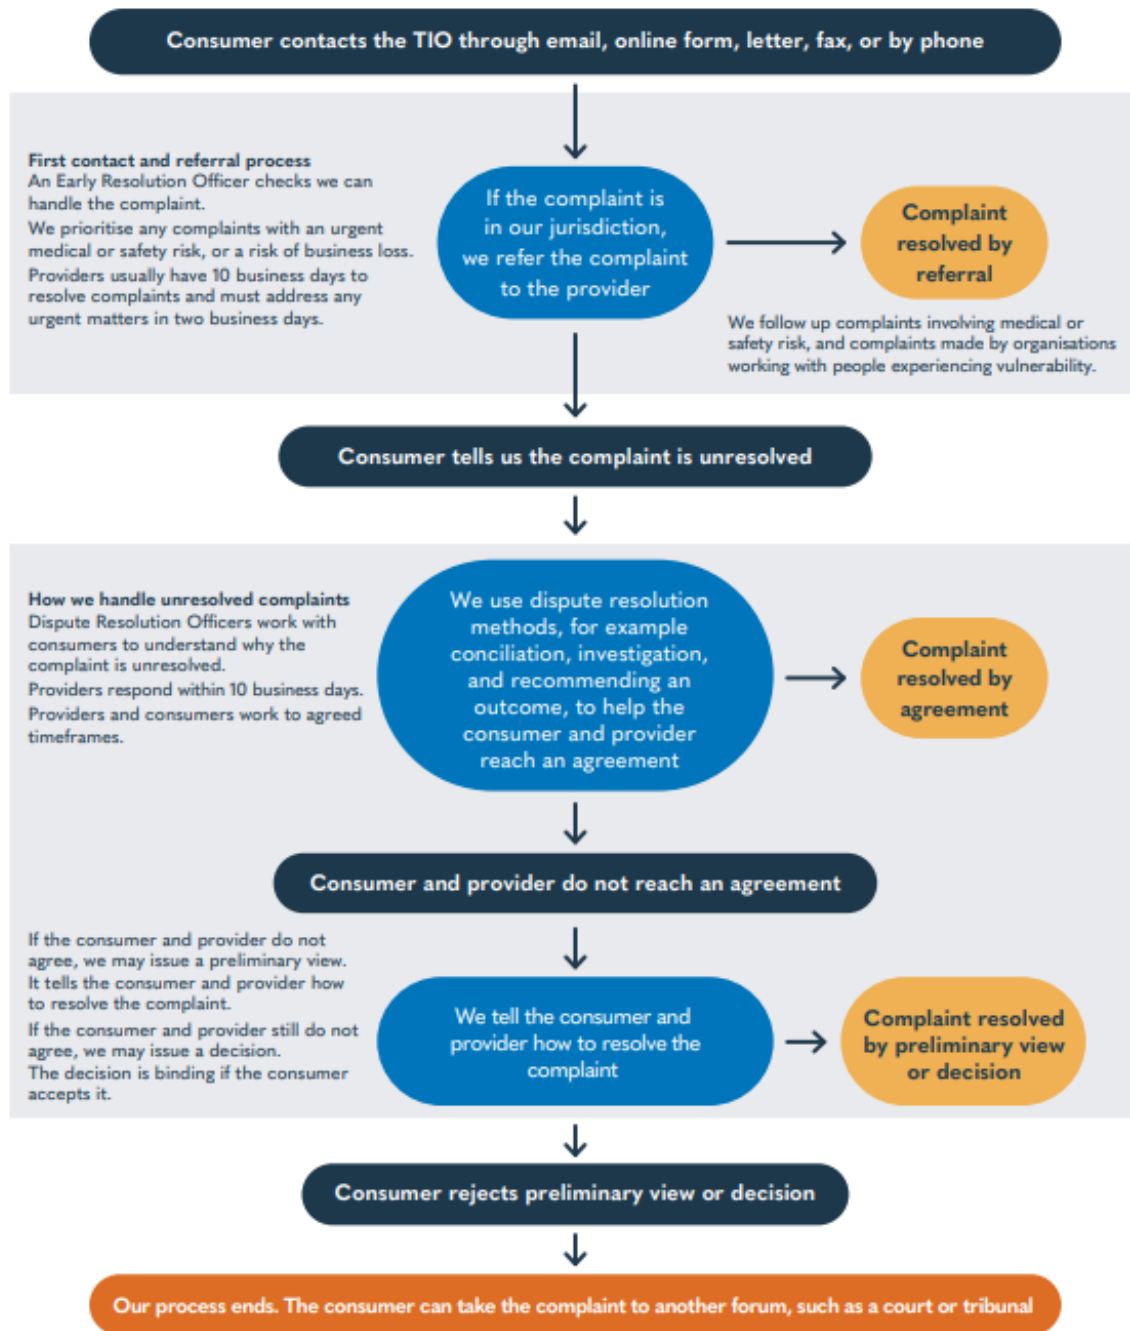 Consumer contacts the TIO through email, online form, letter, fax, or by phone
First contact and referral process
An Early Resolution Officer checks we can
handle the complaint.
We prioritise any complaints with an urgent
medical or safety risk, or a risk of business loss.
Providers usually have 10 business days to
resolve complaints and must address any
urgent matters in two business days.
If the complaint is
in our jurisdiction,
we refer the complaint
to the provider
Complaint
resolved by
referral
We follow up complaints involving medical or
safety risk, and complaints made by organisations
working with people experiencing vulnerability.
Consumer tells us the complaint is unresolved
How we handle unresolved complaints
Dispute Resolution Officers work with
consumers to understand why the
complaint is unresolved.
Providers respond within 10 business days.
Providers and consumers work to agreed
timeframes.
We use dispute resolution
methods, for example
conciliation, investigation,
and recommending an
outcome, to help the
consumer and provider
reach an agreement
Complaint
resolved by
agreement
Consumer and provider do not reach an agreement
If the consumer and provider do not
agree, we may issue a preliminary view.
It tells the consumer and provider how
to resolve the complaint.
If the consumer and provider still do not
agree, we may issue a decision.
The decision is binding if the consumer
accepts it.
We tell the consumer and
provider how to resolve the
complaint
Complaint resolved
by preliminary view
or decision
Consumer rejects preliminary view or decision
Our process ends. The consumer can take the complaint to another forum, such as a court or tribunal